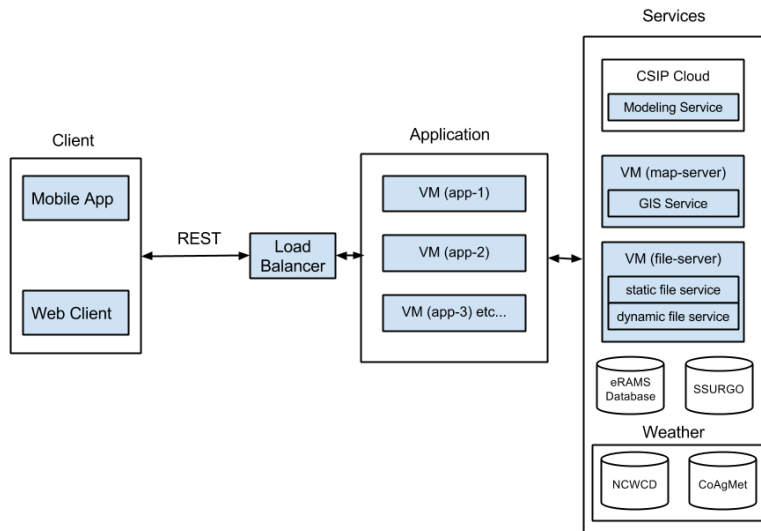 Client
Mobile App
Web Client
REST
Load
Balancer
Application
VM (app-1)
VM (app-2)
VM (app-3) etc...
Services
CSIP Cloud
Modeling Service
VM (map-server)
GIS Service
VM (file-server)
static file service
dynamic file service
eRAMS
Database
SSURGO
Weather
NCWCD
CoAgMet